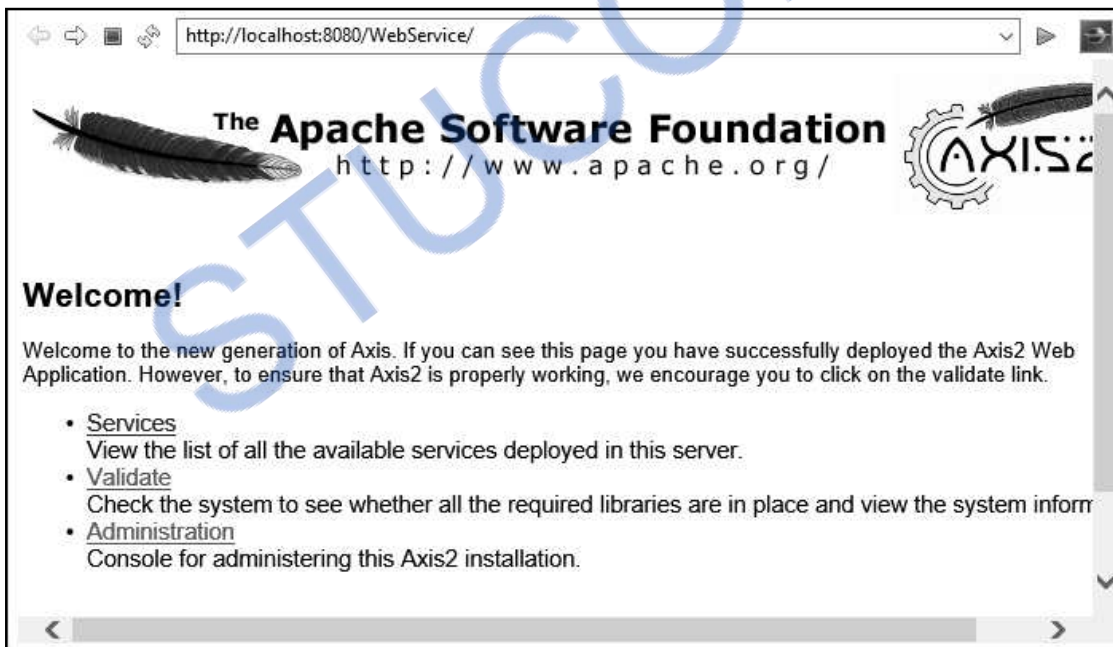 http://localhost:8080/WebService/
The Apache Software Foundation
http://www.apache.org/
AXIS2
Welcome!
Welcome to the new generation of Axis. If you can see this page you have successfully deployed the Axis2 Web
Application. However, to ensure that Axis2 is properly working, we encourage you to click on the validate link.
• Services
View the list of all the available services deployed in this server.
• Validate
Check the system to see whether all the required libraries are in place and view the system inform
• Administration
Console for administering this Axis2 installation.
STUCO